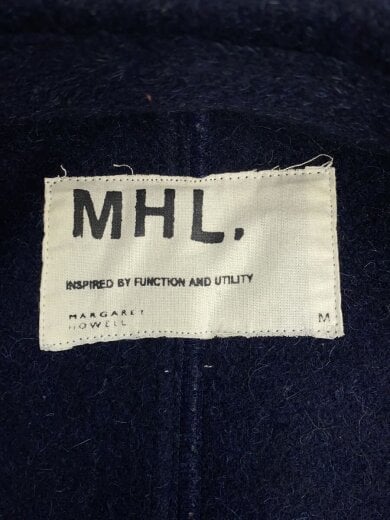 MHL.
INSPIRED BY FUNCTION AND UTILITY
MARGARET
HOWELL
M